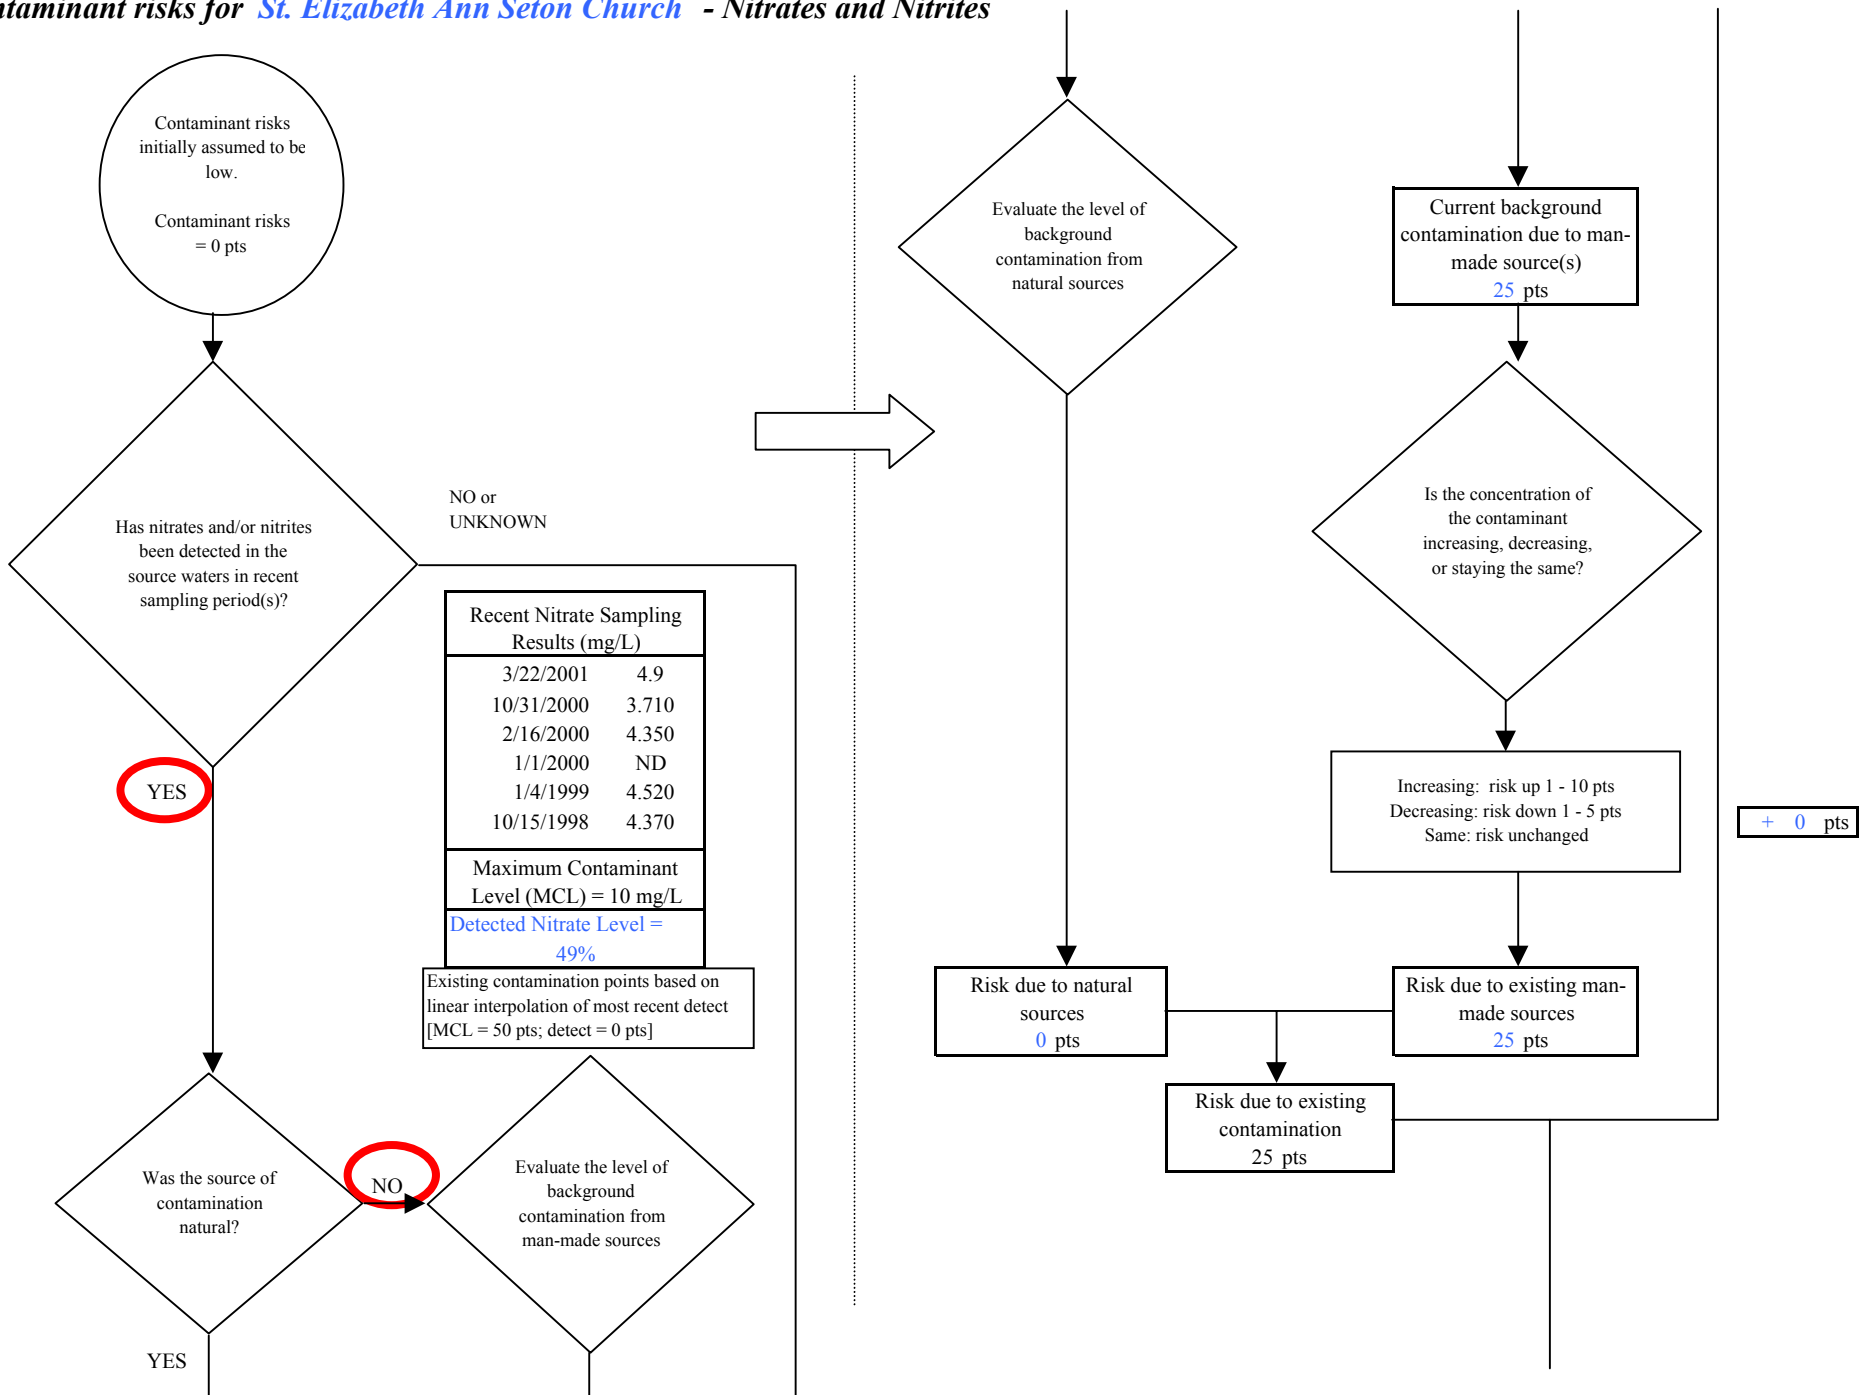 ntaminant risks for St. Elizabeth Ann Seton Church - Nitrates and Nitrites
Contaminant risks
initially assumed to be
low.
Contaminant risks
= 0 pts
Has nitrates and/or nitrites
been detected in the
source waters in recent
sampling period(s)?
NO or
UNKNOWN
YES
Recent Nitrate Sampling
Results (mg/L)
3/22/2001 4.9
10/31/2000 3.710
2/16/2000 4.350
1/1/2000 ND
1/4/1999 4.520
10/15/1998 4.370
Maximum Contaminant
Level (MCL) = 10 mg/L
Detected Nitrate Level =
49%
Existing contamination points based on
linear interpolation of most recent detect
[MCL = 50 pts; detect = 0 pts]
Was the source of
contamination
natural?
NO
YES
Evaluate the level of
background
contamination from
man-made sources
Evaluate the level of
background
contamination from
natural sources
Current background
contamination due to man-
made source(s)
25 pts
Is the concentration of
the contaminant
increasing, decreasing,
or staying the same?
Increasing: risk up 1 - 10 pts
Decreasing: risk down 1 - 5 pts
Same: risk unchanged
+ 0 pts
Risk due to natural
sources
0 pts
Risk due to existing man-
made sources
25 pts
Risk due to existing
contamination
25 pts